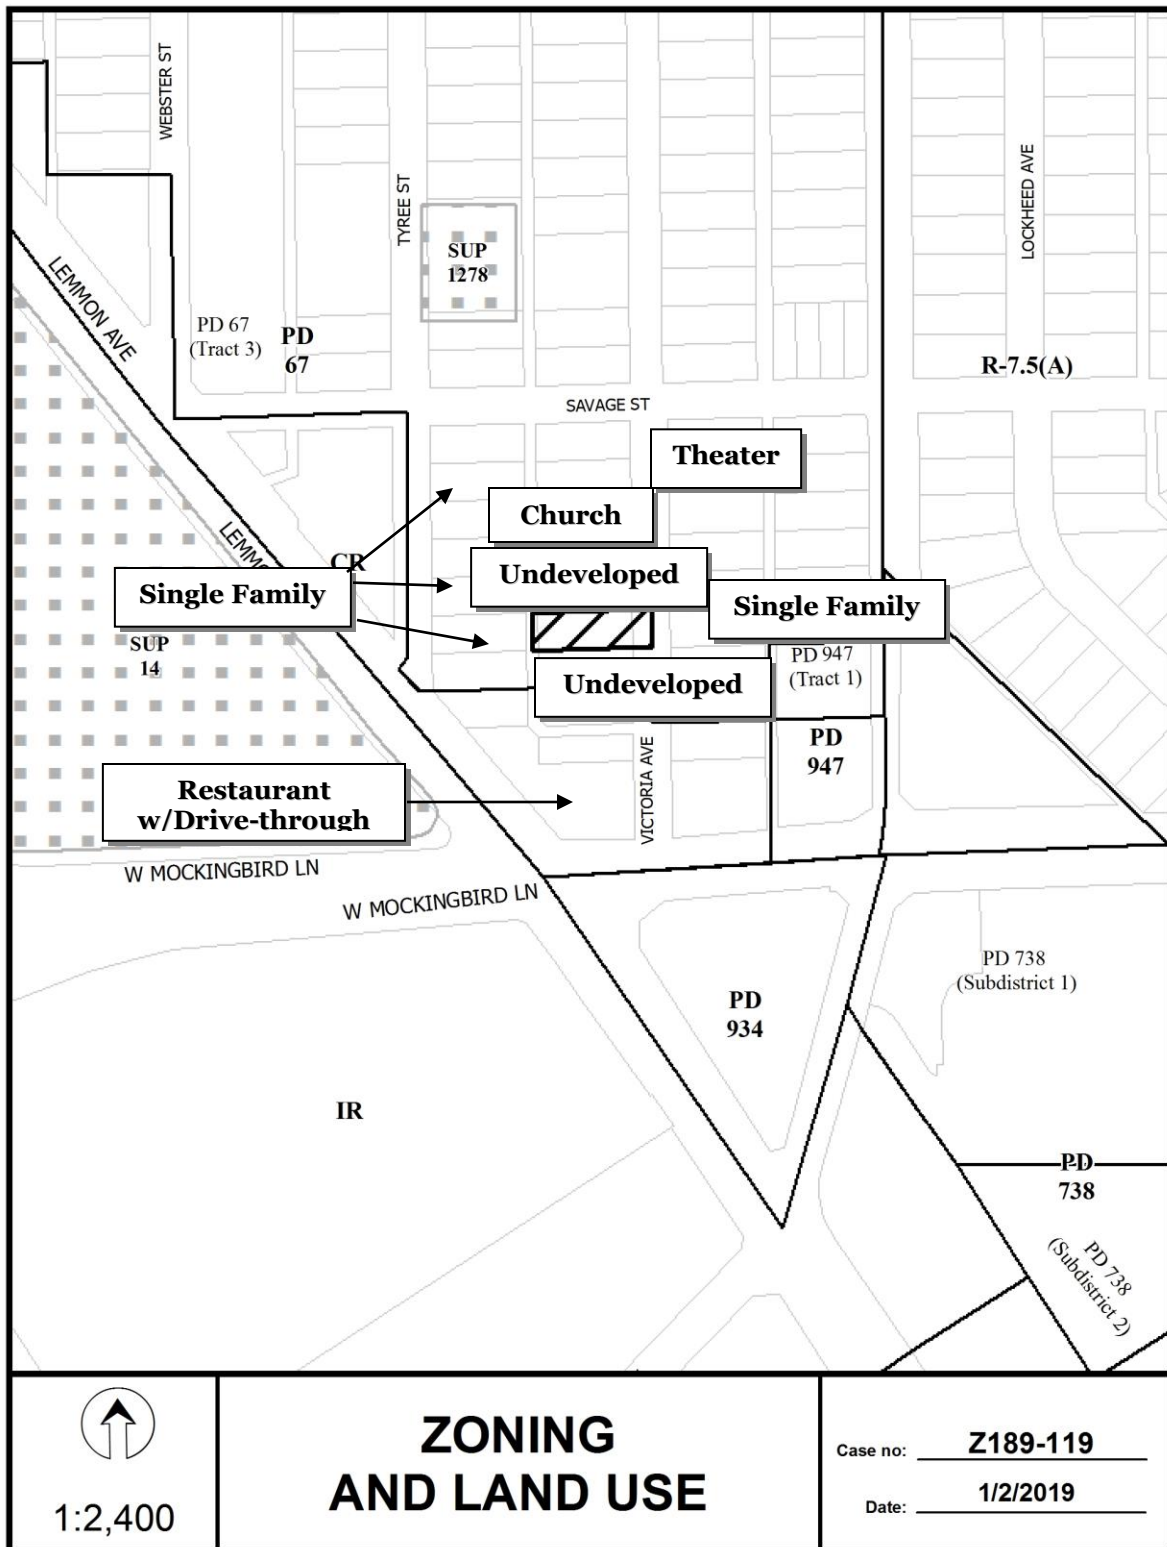 WEBSTER ST
TYREE ST
LOCKHEED AVE
SUP
1278
LEMMON AVE
PD 67
(Tract 3)
PD
67
R-7.5(A)
SAVAGE ST
Theater
Church
LEMMO
CR
Undeveloped
Single Family
Single Family
SUP
14
PD 947
(Tract 1)
Undeveloped
PD
947
VICTORIA AVE
Restaurant
w/Drive-through
W MOCKINGBIRD LN
W MOCKINGBIRD LN
PD 738
(Subdistrict 1)
PD
934
IR
PD
738
PD 738
(Subdistrict 2)
1:2,400
ZONING
AND LAND USE
Case no: Z189-119
Date: 1/2/2019